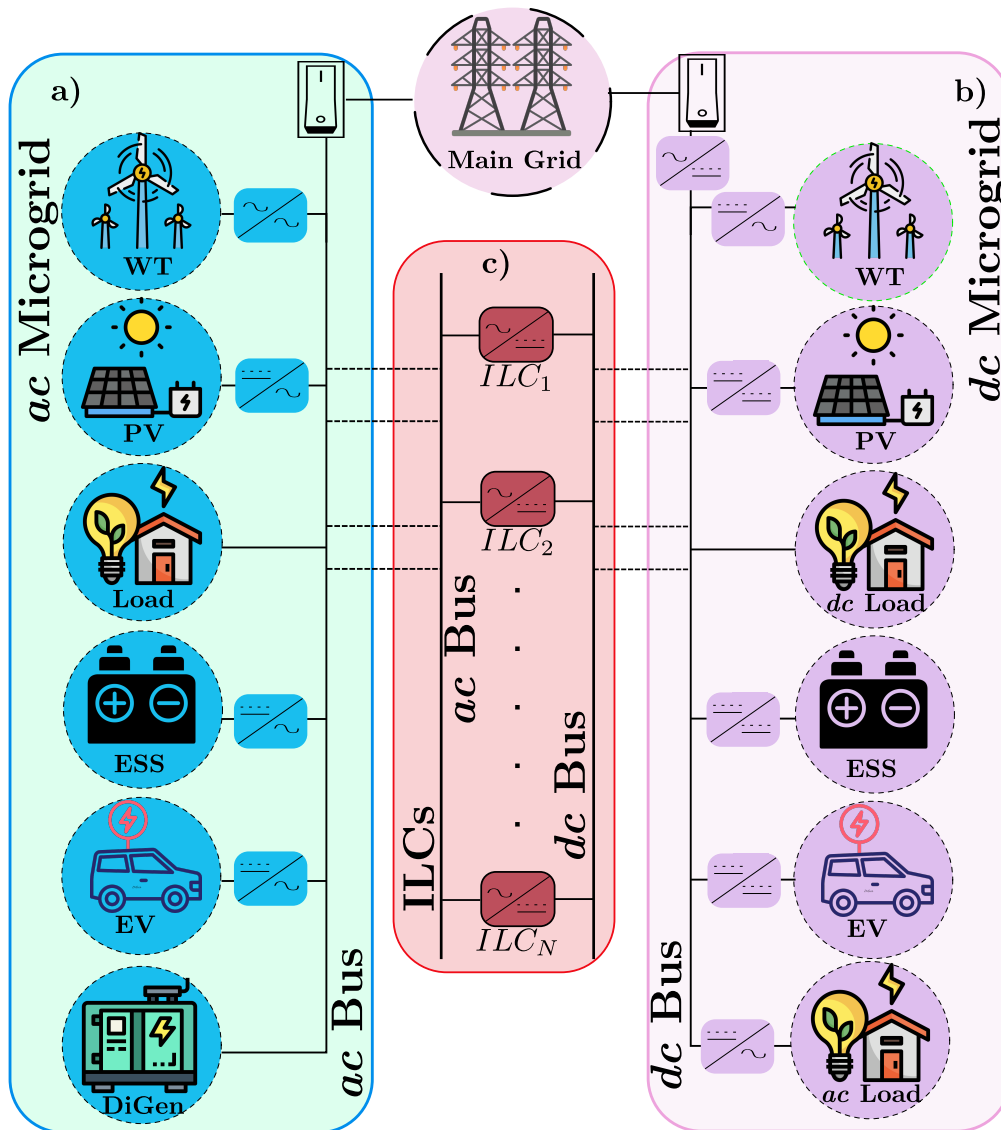 Main Grid
a)
ac Microgrid
WT
PV
Load
ESS
EV
DiGen
ac Bus
c)
ILC1
ILC2
ILCN
ac Bus
dc Bus
ILCs
b)
dc Microgrid
WT
PV
dc Load
ESS
EV
ac Load
dc Bus